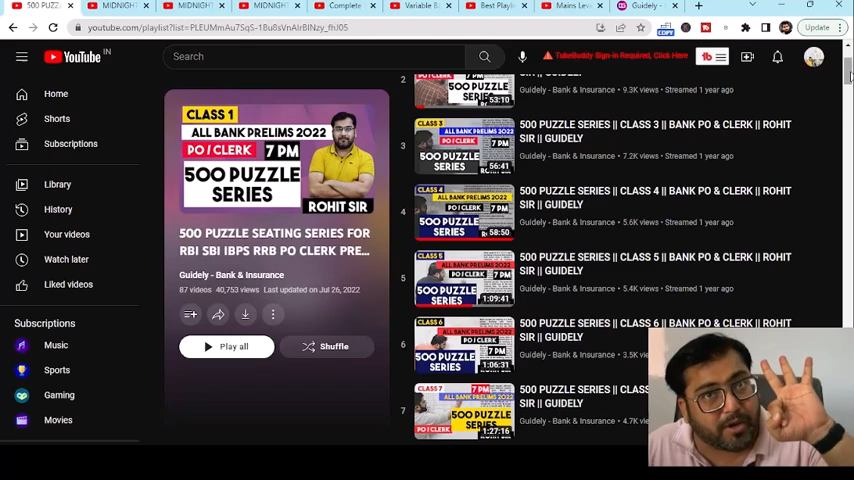 500 PUZZ
MIDNIGHT
MIDNIGHT
MIDNIGHT
Complete
Variable B
Best Playlis
Mains Leve
Guidely -
youtube.com/playlist?list=PLEUMmAu7SqS-1Bu8sVnAIrBINzy_fhJ05
COPY
Update
YouTube IN
Search
TubeBuddy Sign-in Required, Click Here
tb
Home
Shorts
Subscriptions
Library
History
Your videos
Watch later
Liked videos
Subscriptions
Music
Sports
Gaming
Movies
CLASS 1
ALL BANK PRELIMS 2022
PO / CLERK 7 PM
500 PUZZLE
SERIES
ROHIT SIR
500 PUZZLE SEATING SERIES FOR
RBI SBI IBPS RRB PO CLERK PRE...
Guidely - Bank & Insurance
87 videos 40,753 views Last updated on Jul 26, 2022
Play all
Shuffle
2
500 PUZZLE
SERIES
53:10
SIR || GUIDELY
9.3K views • Streamed 1 year ago
3
CLASS 3
ALL BANK PRELIMS 2022
PO / CLERK 7 PM
500 PUZZLE
SERIES
56:41
500 PUZZLE SERIES || CLASS 3 || BANK PO & CLERK || ROHIT
SIR || GUIDELY
Guidely - Bank & Insurance • 7.2K views • Streamed 1 year ago
4
CLASS 4
ALL BANK PRELIMS 2022
PO / CLERK 7 PM
500 PUZZLE
SERIES
58:50
500 PUZZLE SERIES || CLASS 4 || BANK PO & CLERK || ROHIT
SIR || GUIDELY
Guidely - Bank & Insurance • 5.6K views • Streamed 1 year ago
5
CLASS 5
ALL BANK PRELIMS 2022
PO / CLERK 7 PM
500 PUZZLE
SERIES
1:09:41
500 PUZZLE SERIES || CLASS 5 || BANK PO & CLERK || ROHIT
SIR || GUIDELY
Guidely - Bank & Insurance • 5.4K views • Streamed 1 year ago
6
CLASS 6
ALL BANK PRELIMS 2022
PO / CLERK 7 PM
500 PUZZLE
SERIES
1:06:31
500 PUZZLE SERIES || CLASS 6 || BANK PO & CLERK || ROHIT
SIR || GUIDELY
Guidely - Bank & Insurance • 3.5K
7
CLASS 7
7 PM
PO / CLERK
500 PUZZLE
SERIES
1:27:16
500 PUZZLE SERIES
SIR || GUIDELY
Guidely - Bank & Insurance • 4.7K